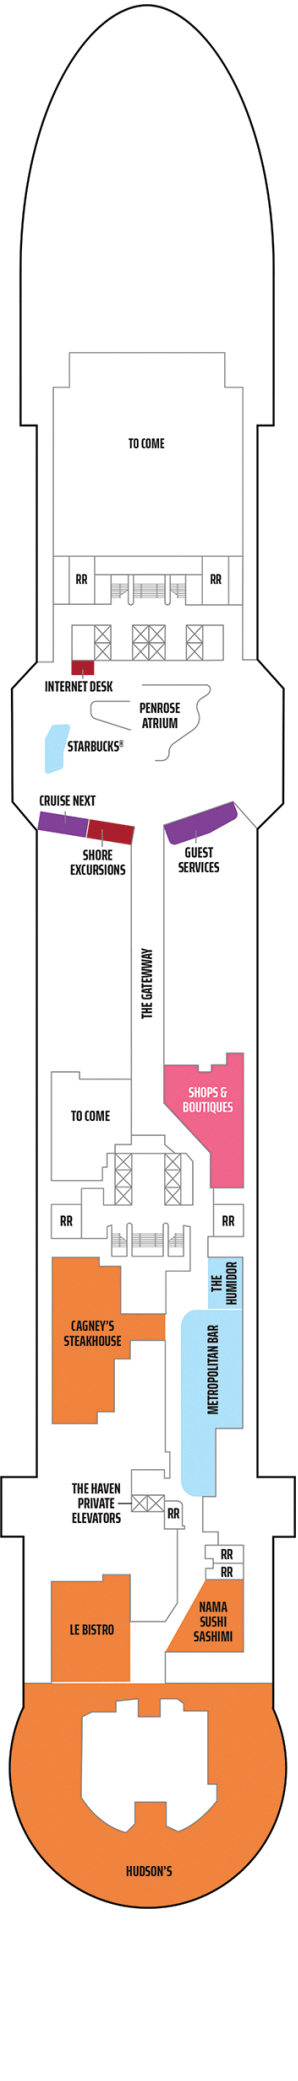 TO COME
RR
RR
INTERNET DESK
PENROSE
ATRIUM
STARBUCKS®
CRUISE NEXT
SHORE
EXCURSIONS
GUEST
SERVICES
THE GATEWWAY
SHOPS &
BOUTIQUES
TO COME
RR
RR
THE
HUMIDOR
CAGNEY'S
STEAKHOUSE
METROPOLITAN BAR
THE HAVEN
PRIVATE
ELEVATORS
RR
RR
RR
NAMA
SUSHI
SASHIMI
LE BISTRO
HUDSON'S